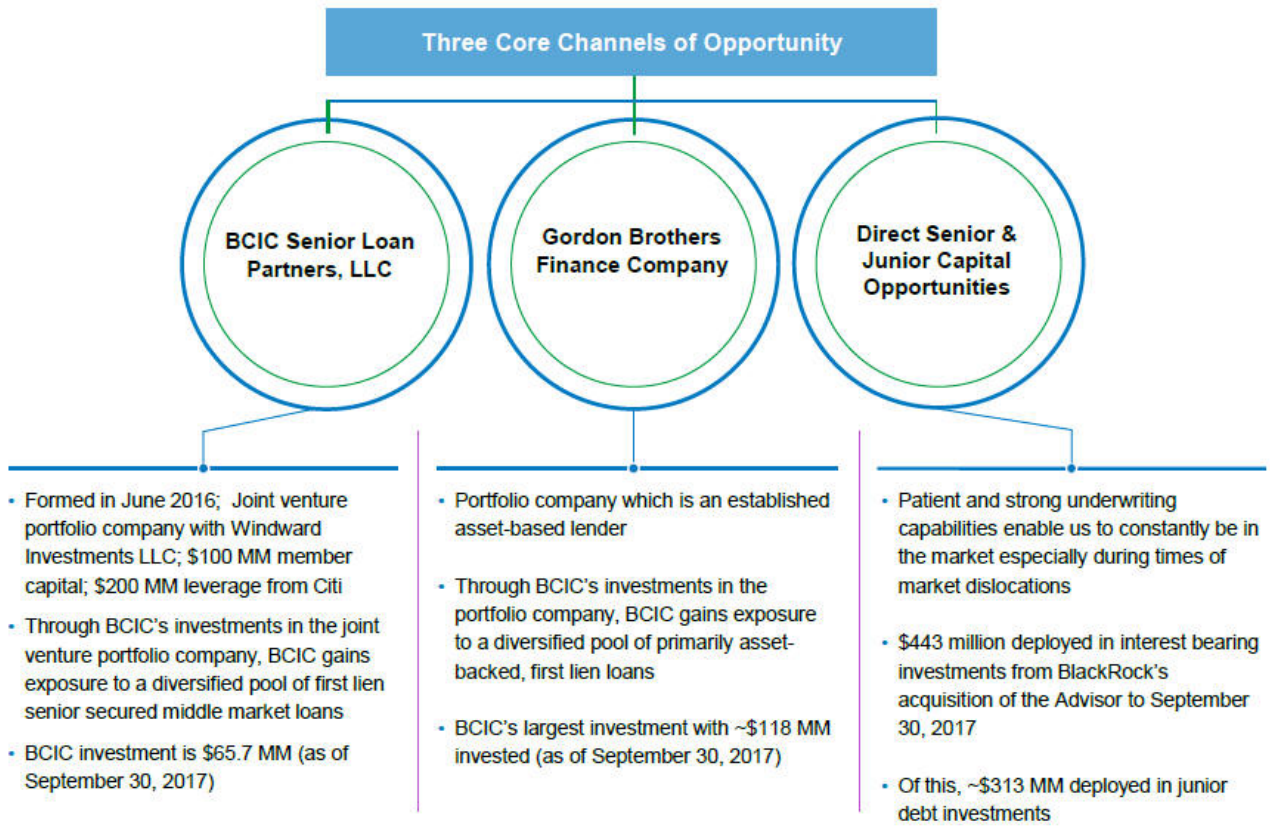 Three Core Channels of Opportunity
BCIC Senior Loan
Partners, LLC
Gordon Brothers
Finance Company
Direct Senior &
Junior Capital
Opportunities
• Formed in June 2016; Joint venture
portfolio company with Windward
Investments LLC; $100 MM member
capital; $200 MM leverage from Citi
• Through BCIC’s investments in the joint
venture portfolio company, BCIC gains
exposure to a diversified pool of first lien
senior secured middle market loans
• BCIC investment is $65.7 MM (as of
September 30, 2017)
• Portfolio company which is an established
asset-based lender
• Through BCIC’s investments in the
portfolio company, BCIC gains exposure
to a diversified pool of primarily asset-
backed, first lien loans
• BCIC’s largest investment with ~$118 MM
invested (as of September 30, 2017)
• Patient and strong underwriting
capabilities enable us to constantly be in
the market especially during times of
market dislocations
• $443 million deployed in interest bearing
investments from BlackRock’s
acquisition of the Advisor to September
30, 2017
• Of this, ~$313 MM deployed in junior
debt investments